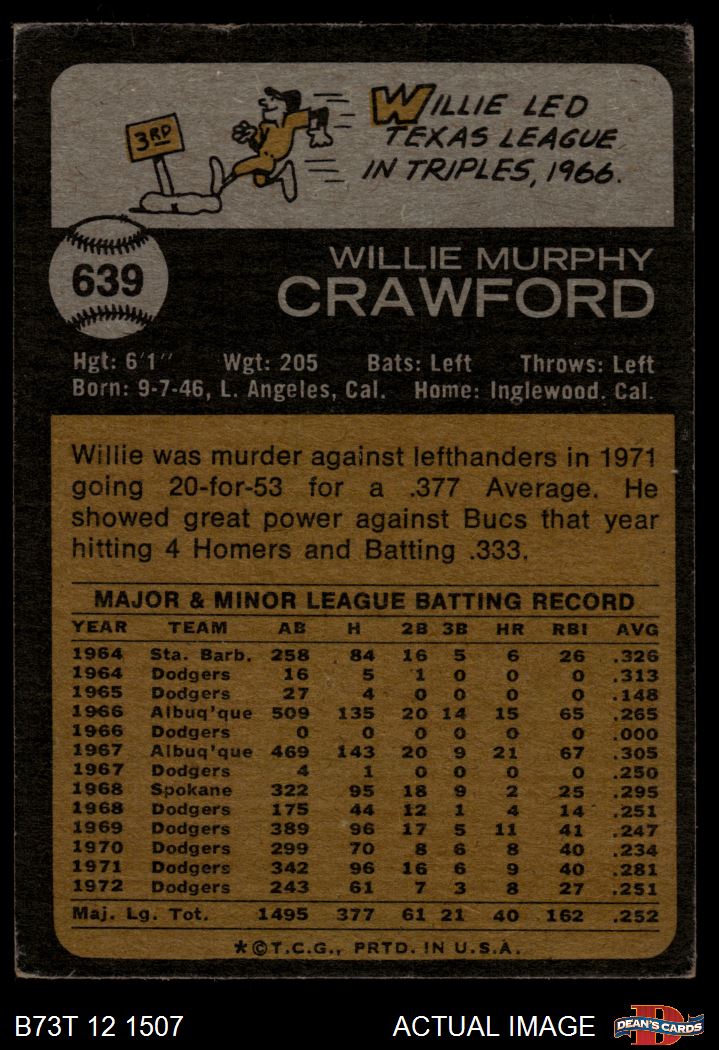 3RD
WILLIE LED
TEXAS LEAGUE
IN TRIPLES, 1966.
639
WILLIE MURPHY
CRAWFORD
Hgt: 6'1" Wgt: 205 Bats: Left Throws: Left
Born: 9-7-46, L. Angeles, Cal. Home: Inglewood. Cal.
Willie was murder against lefthanders in 1971
going 20-for-53 for a .377 Average. He
showed great power against Bucs that year
hitting 4 Homers and Batting .333.
MAJOR & MINOR LEAGUE BATTING RECORD
YEAR TEAM AB H 2B 3B HR RBI AVG
1964 Sta. Barb. 258 84 16 5 6 26 .326
1964 Dodgers 16 5 1 0 0 0 .313
1965 Dodgers 27 4 0 0 0 0 .148
1966 Albuq'que 509 135 20 14 15 65 .265
1966 Dodgers 0 0 0 0 0 0 .000
1967 Albuq'que 469 143 20 9 21 67 .305
1967 Dodgers 4 1 0 0 0 0 .250
1968 Spokane 322 95 18 9 2 25 .295
1968 Dodgers 175 44 12 1 4 14 .251
1969 Dodgers 389 96 17 5 11 41 .247
1970 Dodgers 299 70 8 6 8 40 .234
1971 Dodgers 342 96 16 6 9 40 .281
1972 Dodgers 243 61 7 3 8 27 .251
Maj. Lg. Tot. 1495 377 61 21 40 162 .252
*©T.C.G., PRTD. IN U.S.A.
B73T 12 1507 ACTUAL IMAGE
D
DEAN'S CARDS